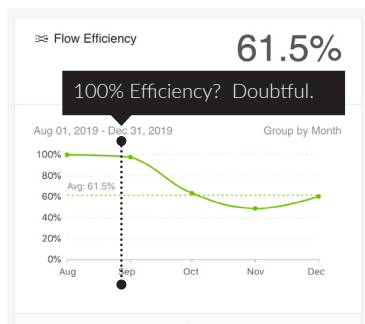 Flow Efficiency
61.5%
100% Efficiency? Doubtful.
Aug 01, 2019 - Dec 31, 2019
Group by Month
100%
80%
Avg: 61.5%
60%
40%
20%
0%
Aug Sep Oct Nov Dec